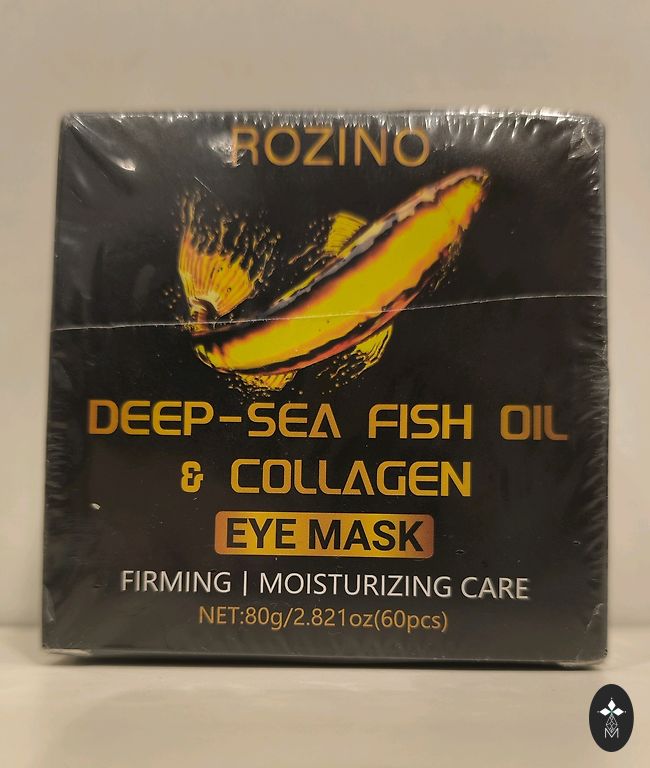 ROZINO
DEEP-SEA FISH OIL
& COLLAGEN
EYE MASK
FIRMING | MOISTURIZING CARE
NET:80g/2.821oz(60pcs)
M